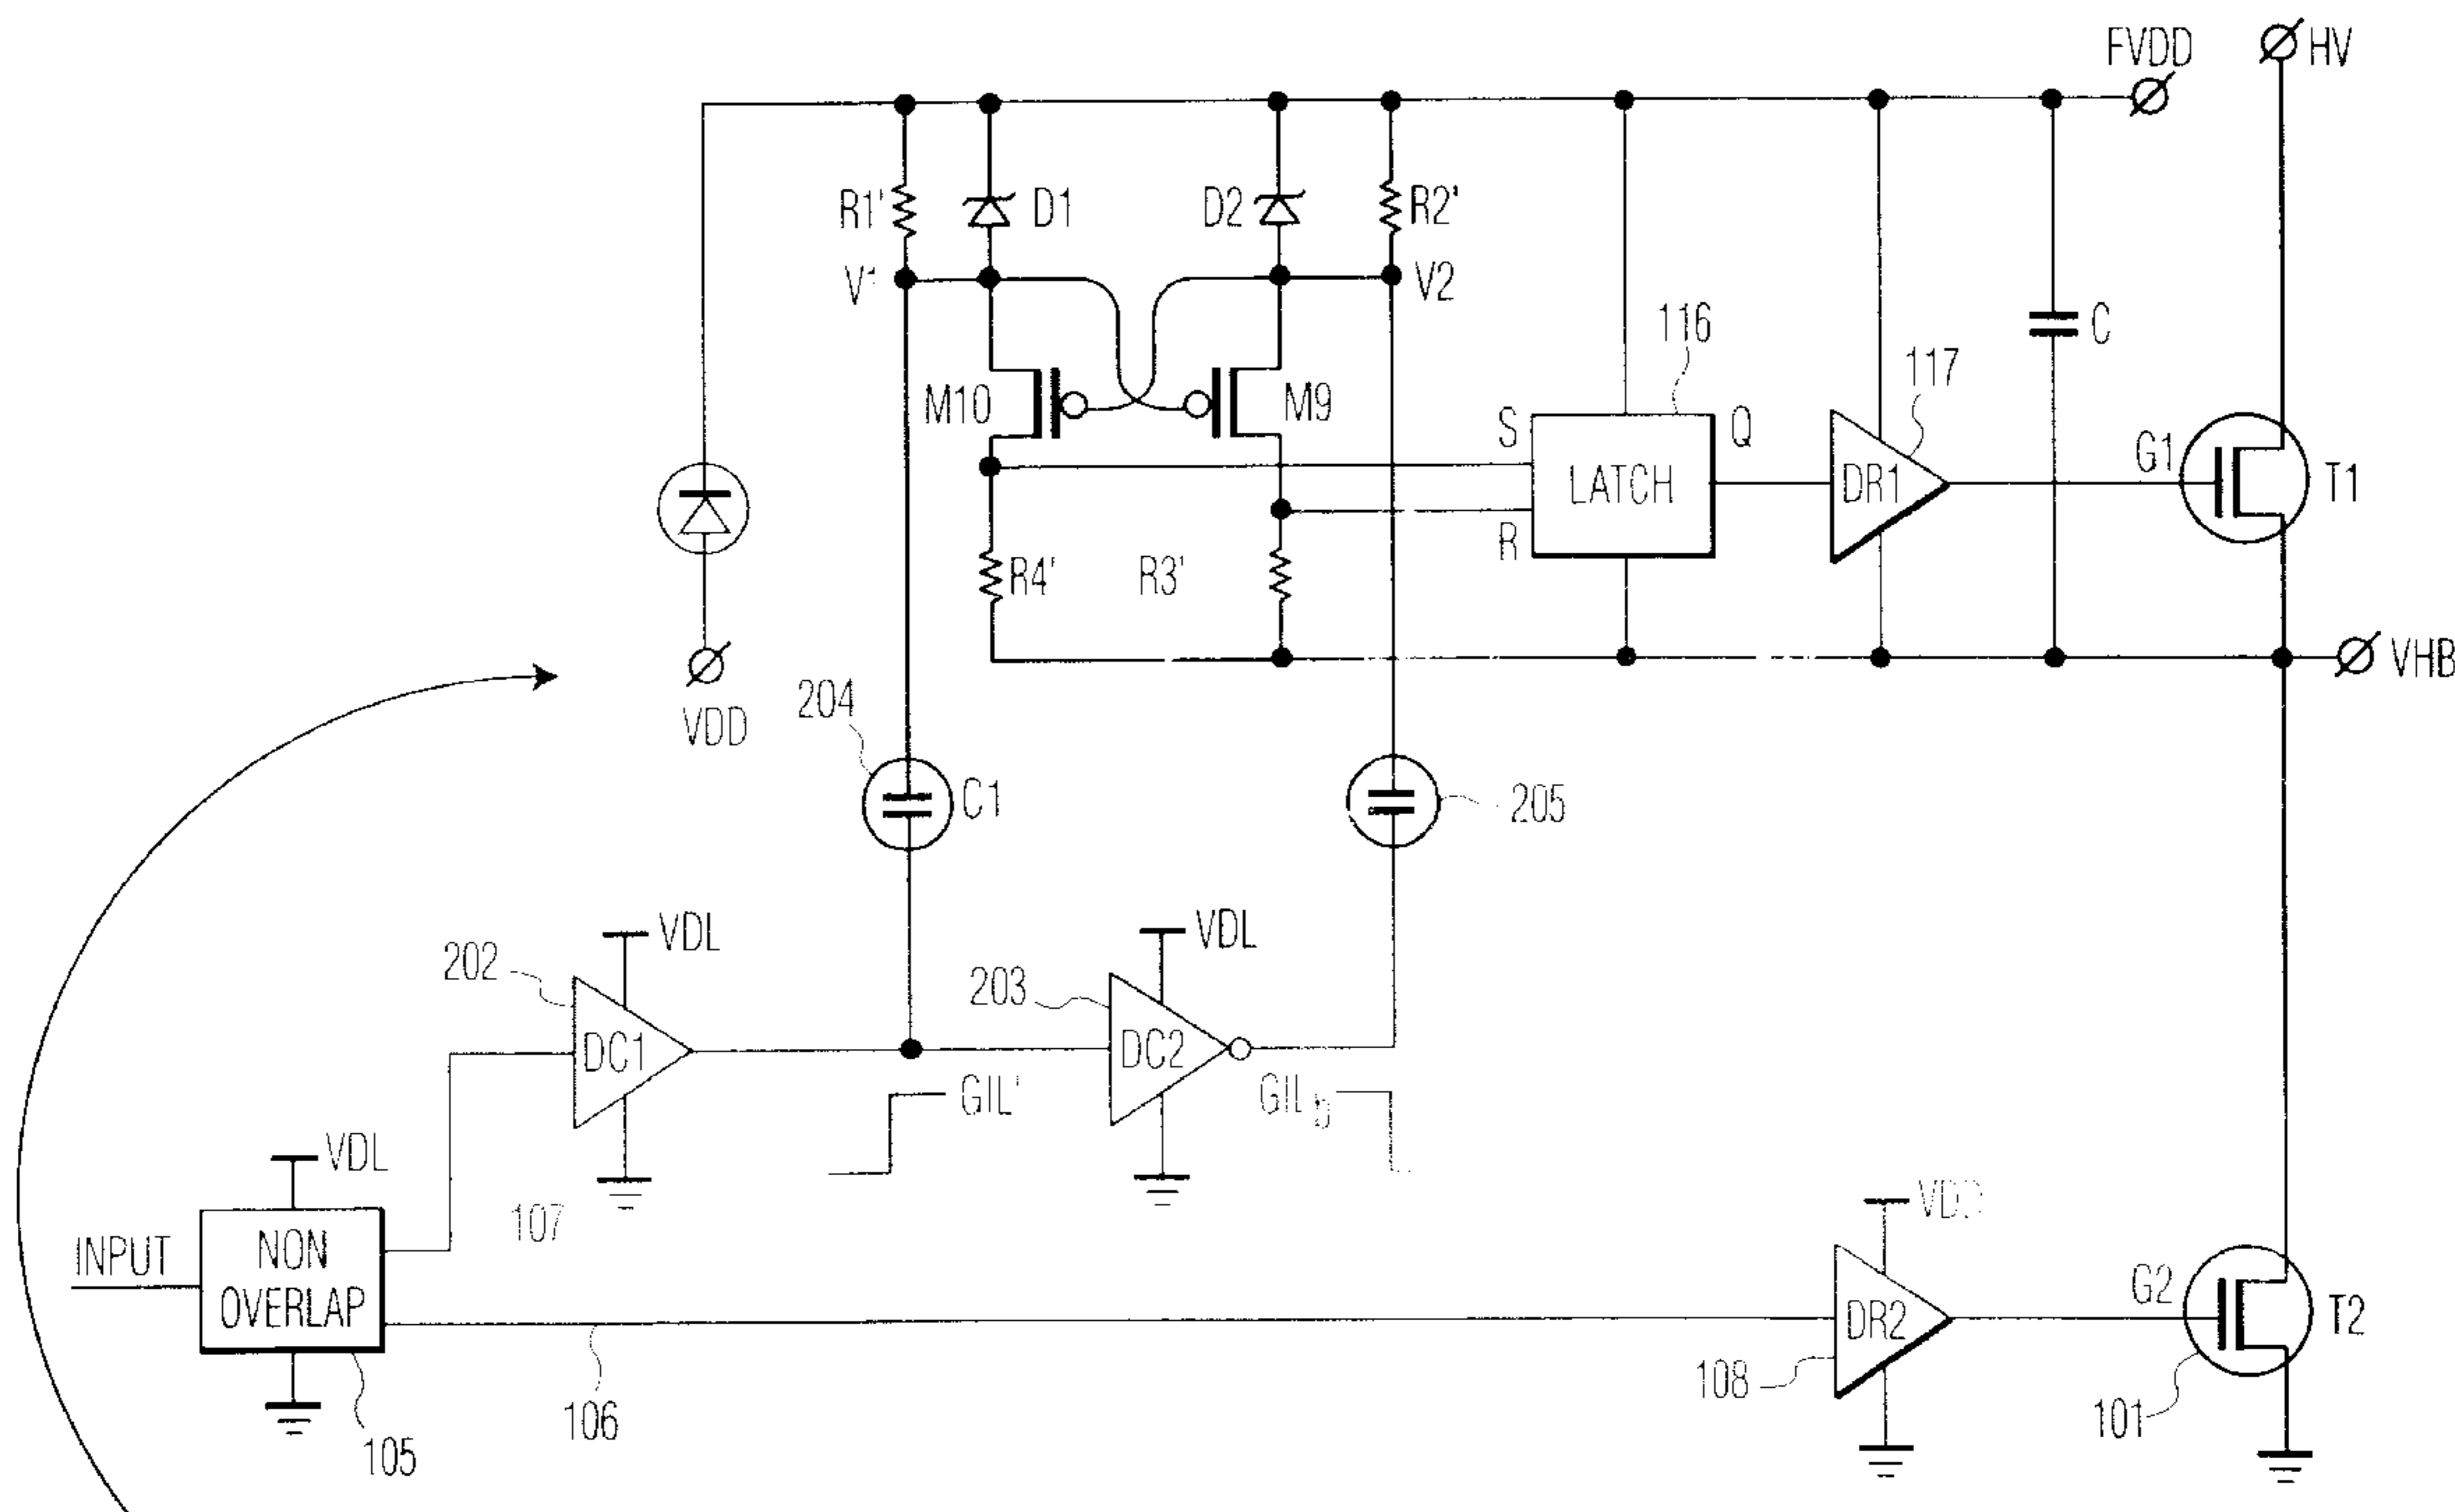 FVDD
HV
R1'
D1
D2
R2'
V1
V2
116
C
117
M10
M9
S
Q
G1
LATCH
DR1
T1
R
R4'
R3'
VHB
204
VDD
C1
205
VDL
VDL
202
203
DC1
DC2
GIL'
GIL b
VDL
107
VDD
NON
INPUT
OVERLAP
G2
DR2
T2
108
106
101
105